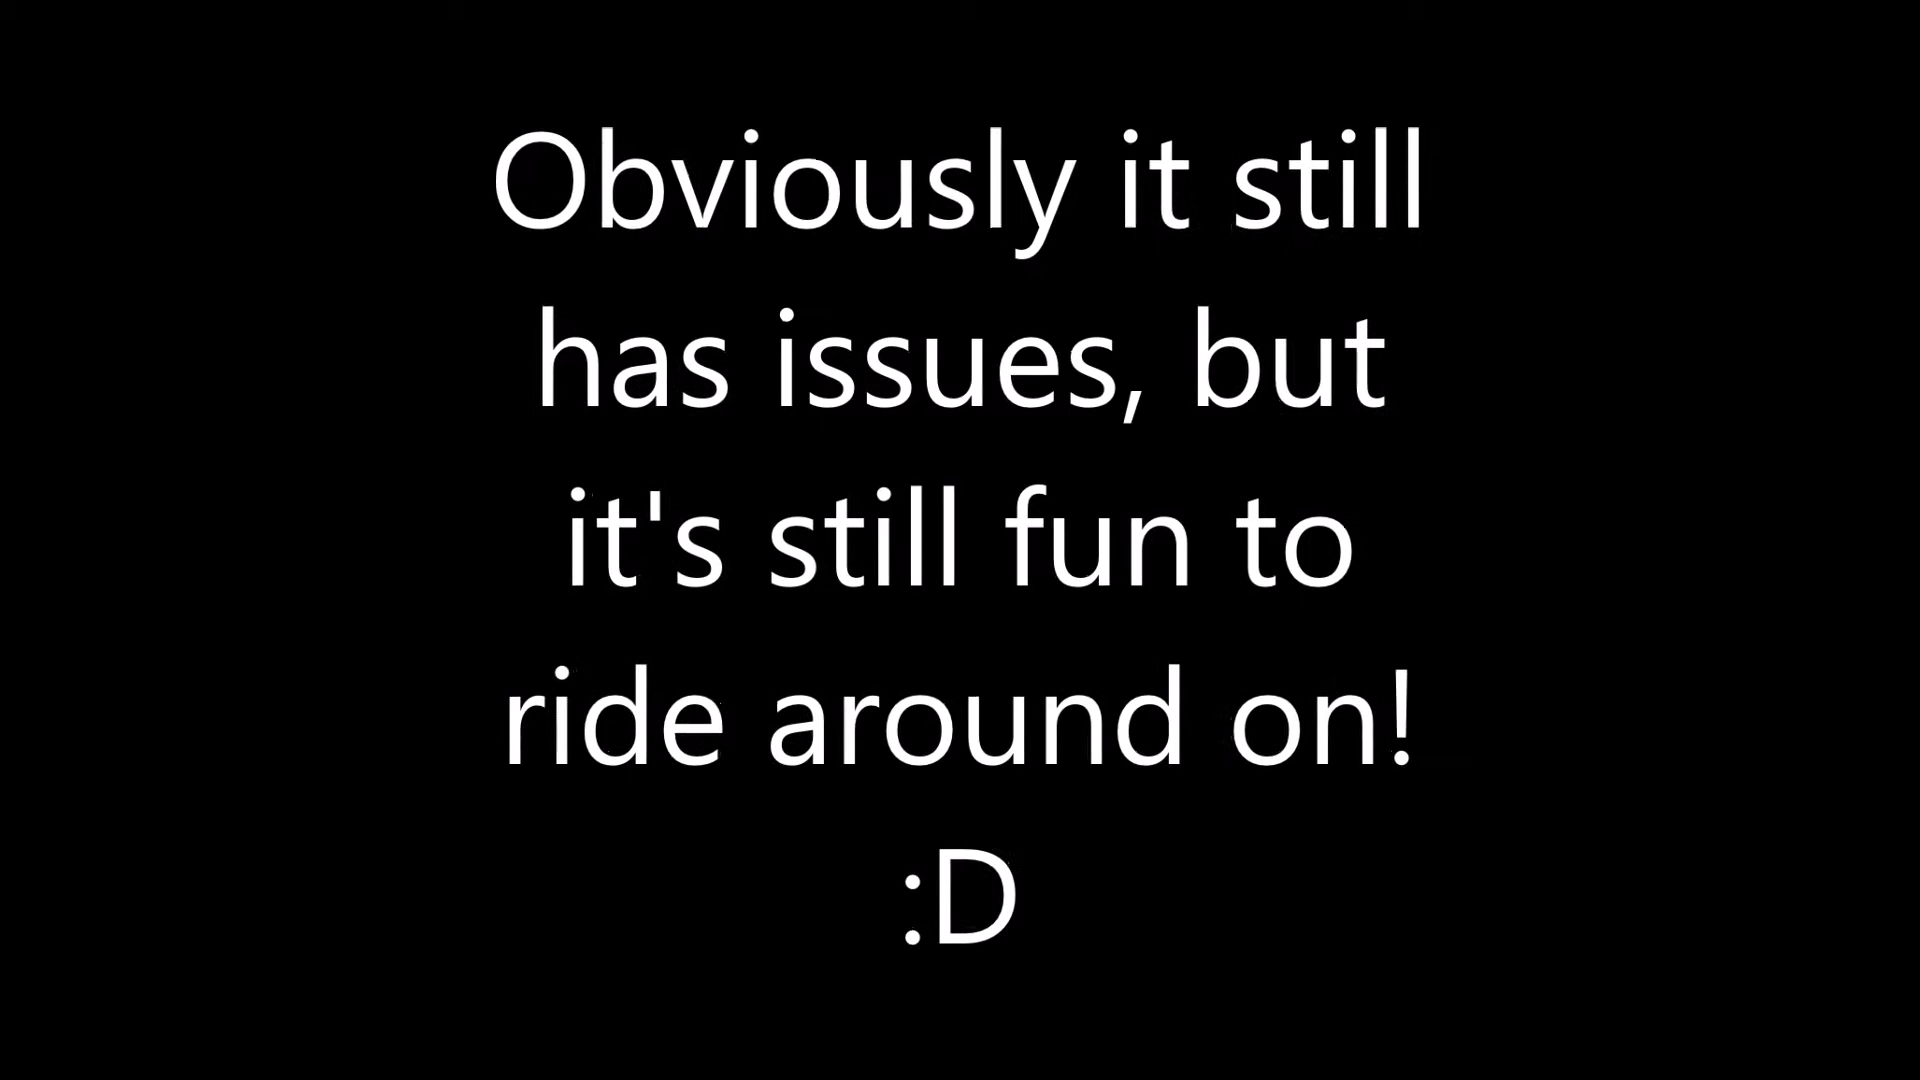 Obviously it still
has issues, but
it's still fun to
ride around on!
:D